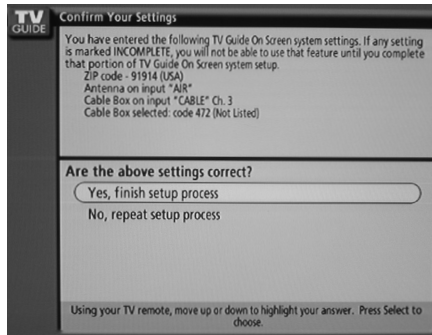 TV
GUIDE
Confirm Your Settings
You have entered the following TV Guide On Screen system settings. If any setting
is marked INCOMPLETE, you will not be able to use that feature until you complete
that portion of TV Guide On Screen system setup.
ZIP code - 91914 (USA)
Antenna on input "AIR"
Cable Box on input "CABLE" Ch. 3
Cable Box selected: code 472 (Not Listed)
Are the above settings correct?
Yes, finish setup process
No, repeat setup process
Using your TV remote, move up or down to highlight your answer. Press Select to
choose.